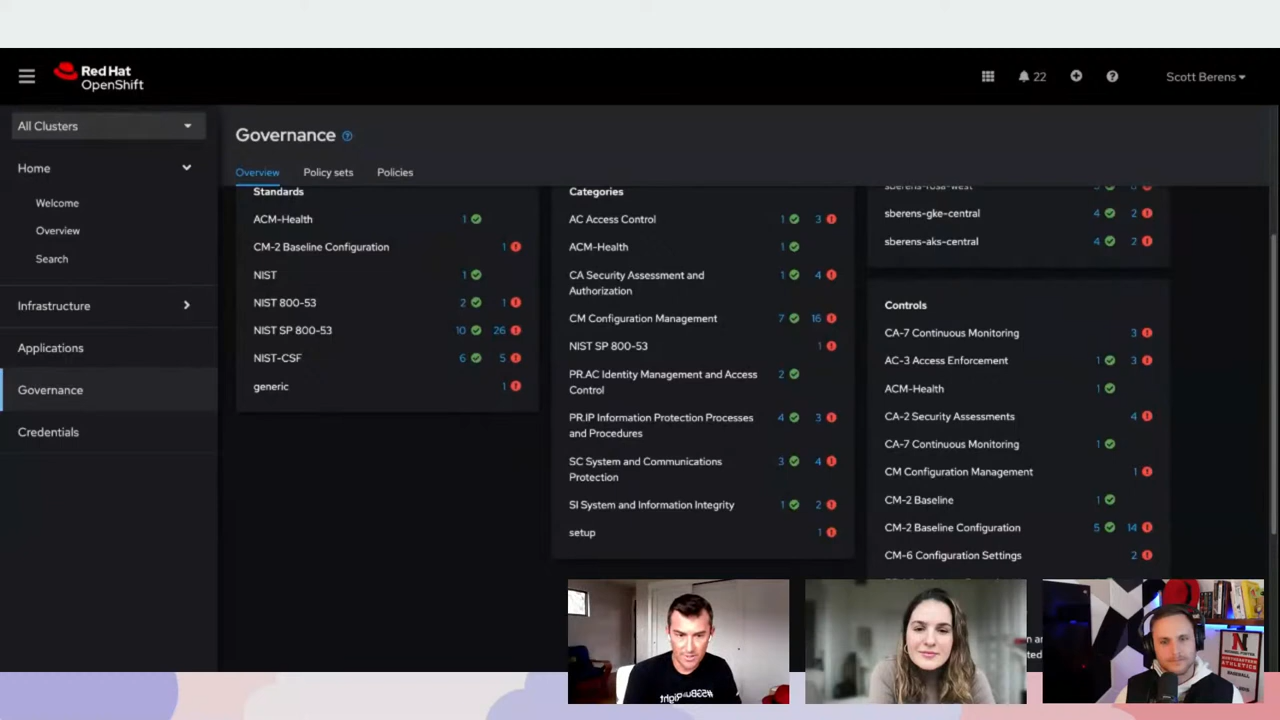 Red Hat
OpenShift
22
Scott Berens
All Clusters
Home
Welcome
Overview
Search
Infrastructure
Applications
Governance
Credentials
Governance
Overview
Policy sets
Policies
Standards
ACM-Health 1
CM-2 Baseline Configuration 1
NIST 1
NIST 800-53 2 1
NIST SP 800-53 10 26
NIST-CSF 6 5
generic 1
Categories
AC Access Control 1 3
ACM-Health 1
CA Security Assessment and
Authorization 1 4
CM Configuration Management 7 16
NIST SP 800-53 1
PR.AC Identity Management and Access
Control 2
PR.IP Information Protection Processes
and Procedures 4 3
SC System and Communications
Protection 3 4
SI System and Information Integrity 1 2
setup 1
sberens-rosa-west
sberens-gke-central 4 2
sberens-aks-central 4 2
Controls
CA-7 Continuous Monitoring 3
AC-3 Access Enforcement 1 3
ACM-Health 1
CA-2 Security Assessments 4
CA-7 Continuous Monitoring 1
CM Configuration Management 1
CM-2 Baseline 1
CM-2 Baseline Configuration 5 14
CM-6 Configuration Settings 2
N
ATHLETICS
BASEBALL